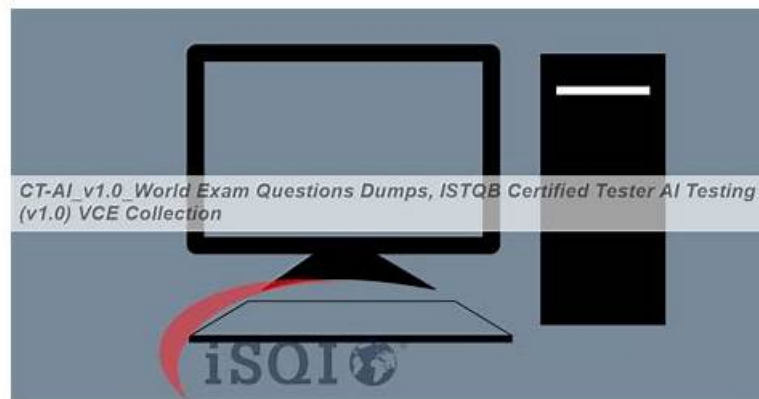 CT-AI_v1.0_World Exam Questions Dumps, ISTQB Certified Tester AI Testing
(v1.0) VCE Collection
iSQI